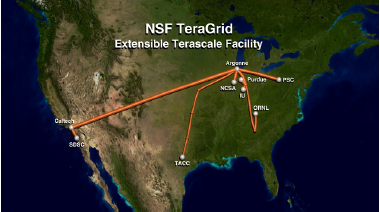 NSF TeraGrid
Extensible Terascale Facility
Argonne
Purdue
PSC
NCSA
IU
ORNL
Caltech
SDSC
TACC